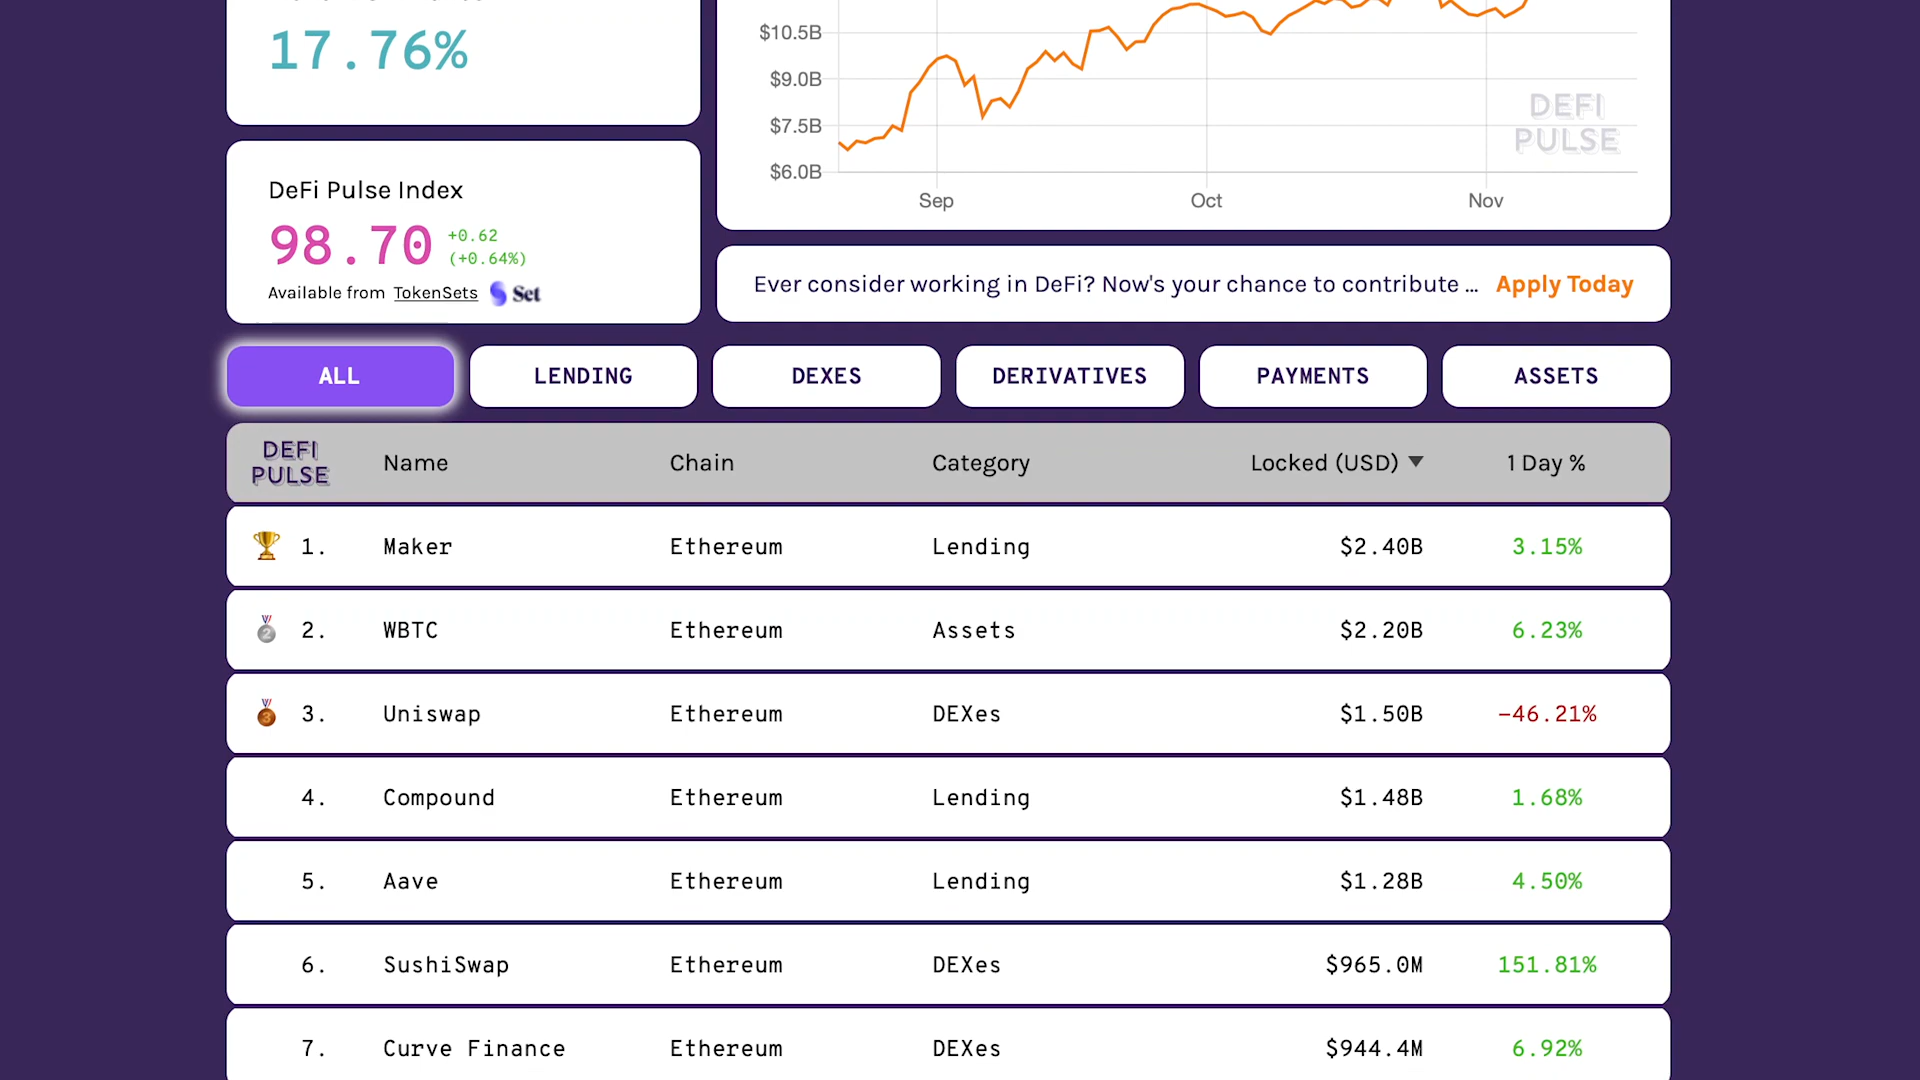 17.76%
DeFi Pulse Index
98.70
+0.62
(+0.64%)
Available from TokenSets Set
$10.5B
$9.0B
$7.5B
$6.0B
Sep Oct Nov
DEFI
PULSE
Ever consider working in DeFi? Now's your chance to contribute ... Apply Today
ALL LENDING DEXES DERIVATIVES PAYMENTS ASSETS
DEFI
PULSE
Name Chain Category Locked (USD) 1 Day %
1. Maker Ethereum Lending $2.40B 3.15%
2 2. WBTC Ethereum Assets $2.20B 6.23%
3 3. Uniswap Ethereum DEXes $1.50B -46.21%
4. Compound Ethereum Lending $1.48B 1.68%
5. Aave Ethereum Lending $1.28B 4.50%
6. SushiSwap Ethereum DEXes $965.0M 151.81%
7. Curve Finance Ethereum DEXes $944.4M 6.92%